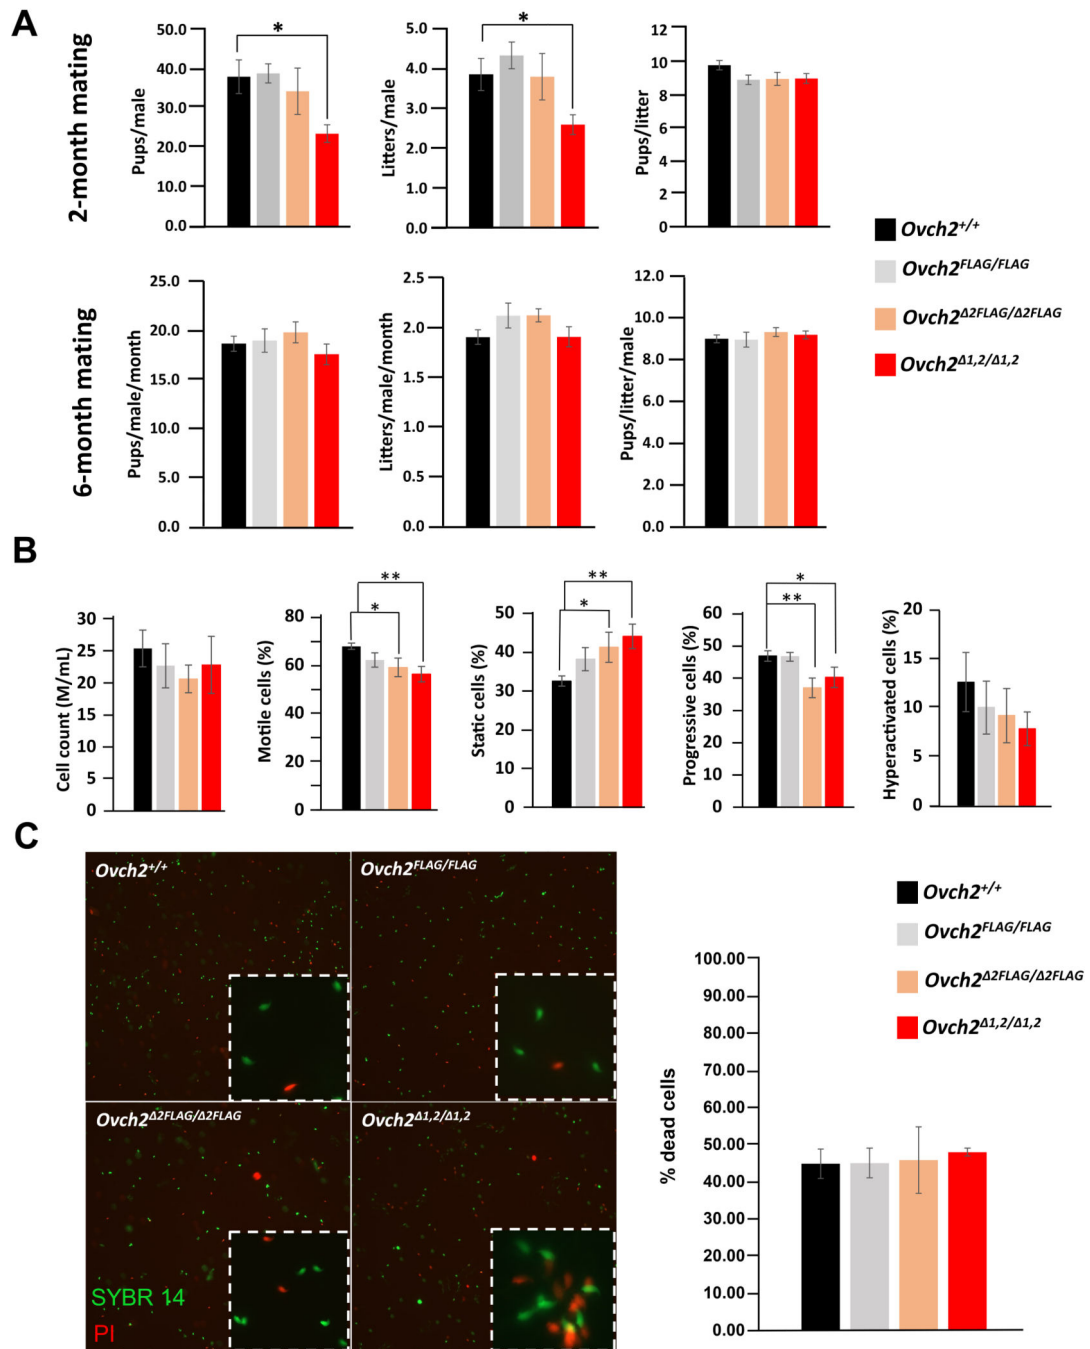 A
2-month mating
Pups/male
50.0
40.0
30.0
20.0
10.0
0.0
*
Litters/male
5.0
4.0
3.0
2.0
1.0
0.0
*
Pups/litter
12
10
8
6
4
2
0
Ovch2+/+
Ovch2FLAG/FLAG
Ovch2Δ2FLAG/Δ2FLAG
Ovch2Δ1,2/Δ1,2
6-month mating
Pups/male/month
25.0
20.0
15.0
10.0
5.0
0.0
Litters/male/month
2.5
2.0
1.5
1.0
0.5
0.0
Pups/litter/male
12.0
10.0
8.0
6.0
4.0
2.0
0.0
B
Cell count (M/mL)
30
25
20
15
10
5
0
Motile cells (%)
80
60
40
20
0
**
*
Static cells (%)
50
40
30
20
10
0
**
*
Progressive cells (%)
60
50
40
30
20
10
0
*
**
Hyperactivated cells (%)
20
15
10
5
0
C
Ovch2+/+
Ovch2FLAG/FLAG
Ovch2Δ2FLAG/Δ2FLAG
Ovch2Δ1,2/Δ1,2
SYBR 14
PI
% dead cells
100.00
90.00
80.00
70.00
60.00
50.00
40.00
30.00
20.00
10.00
0.00
Ovch2+/+
Ovch2FLAG/FLAG
Ovch2Δ2FLAG/Δ2FLAG
Ovch2Δ1,2/Δ1,2